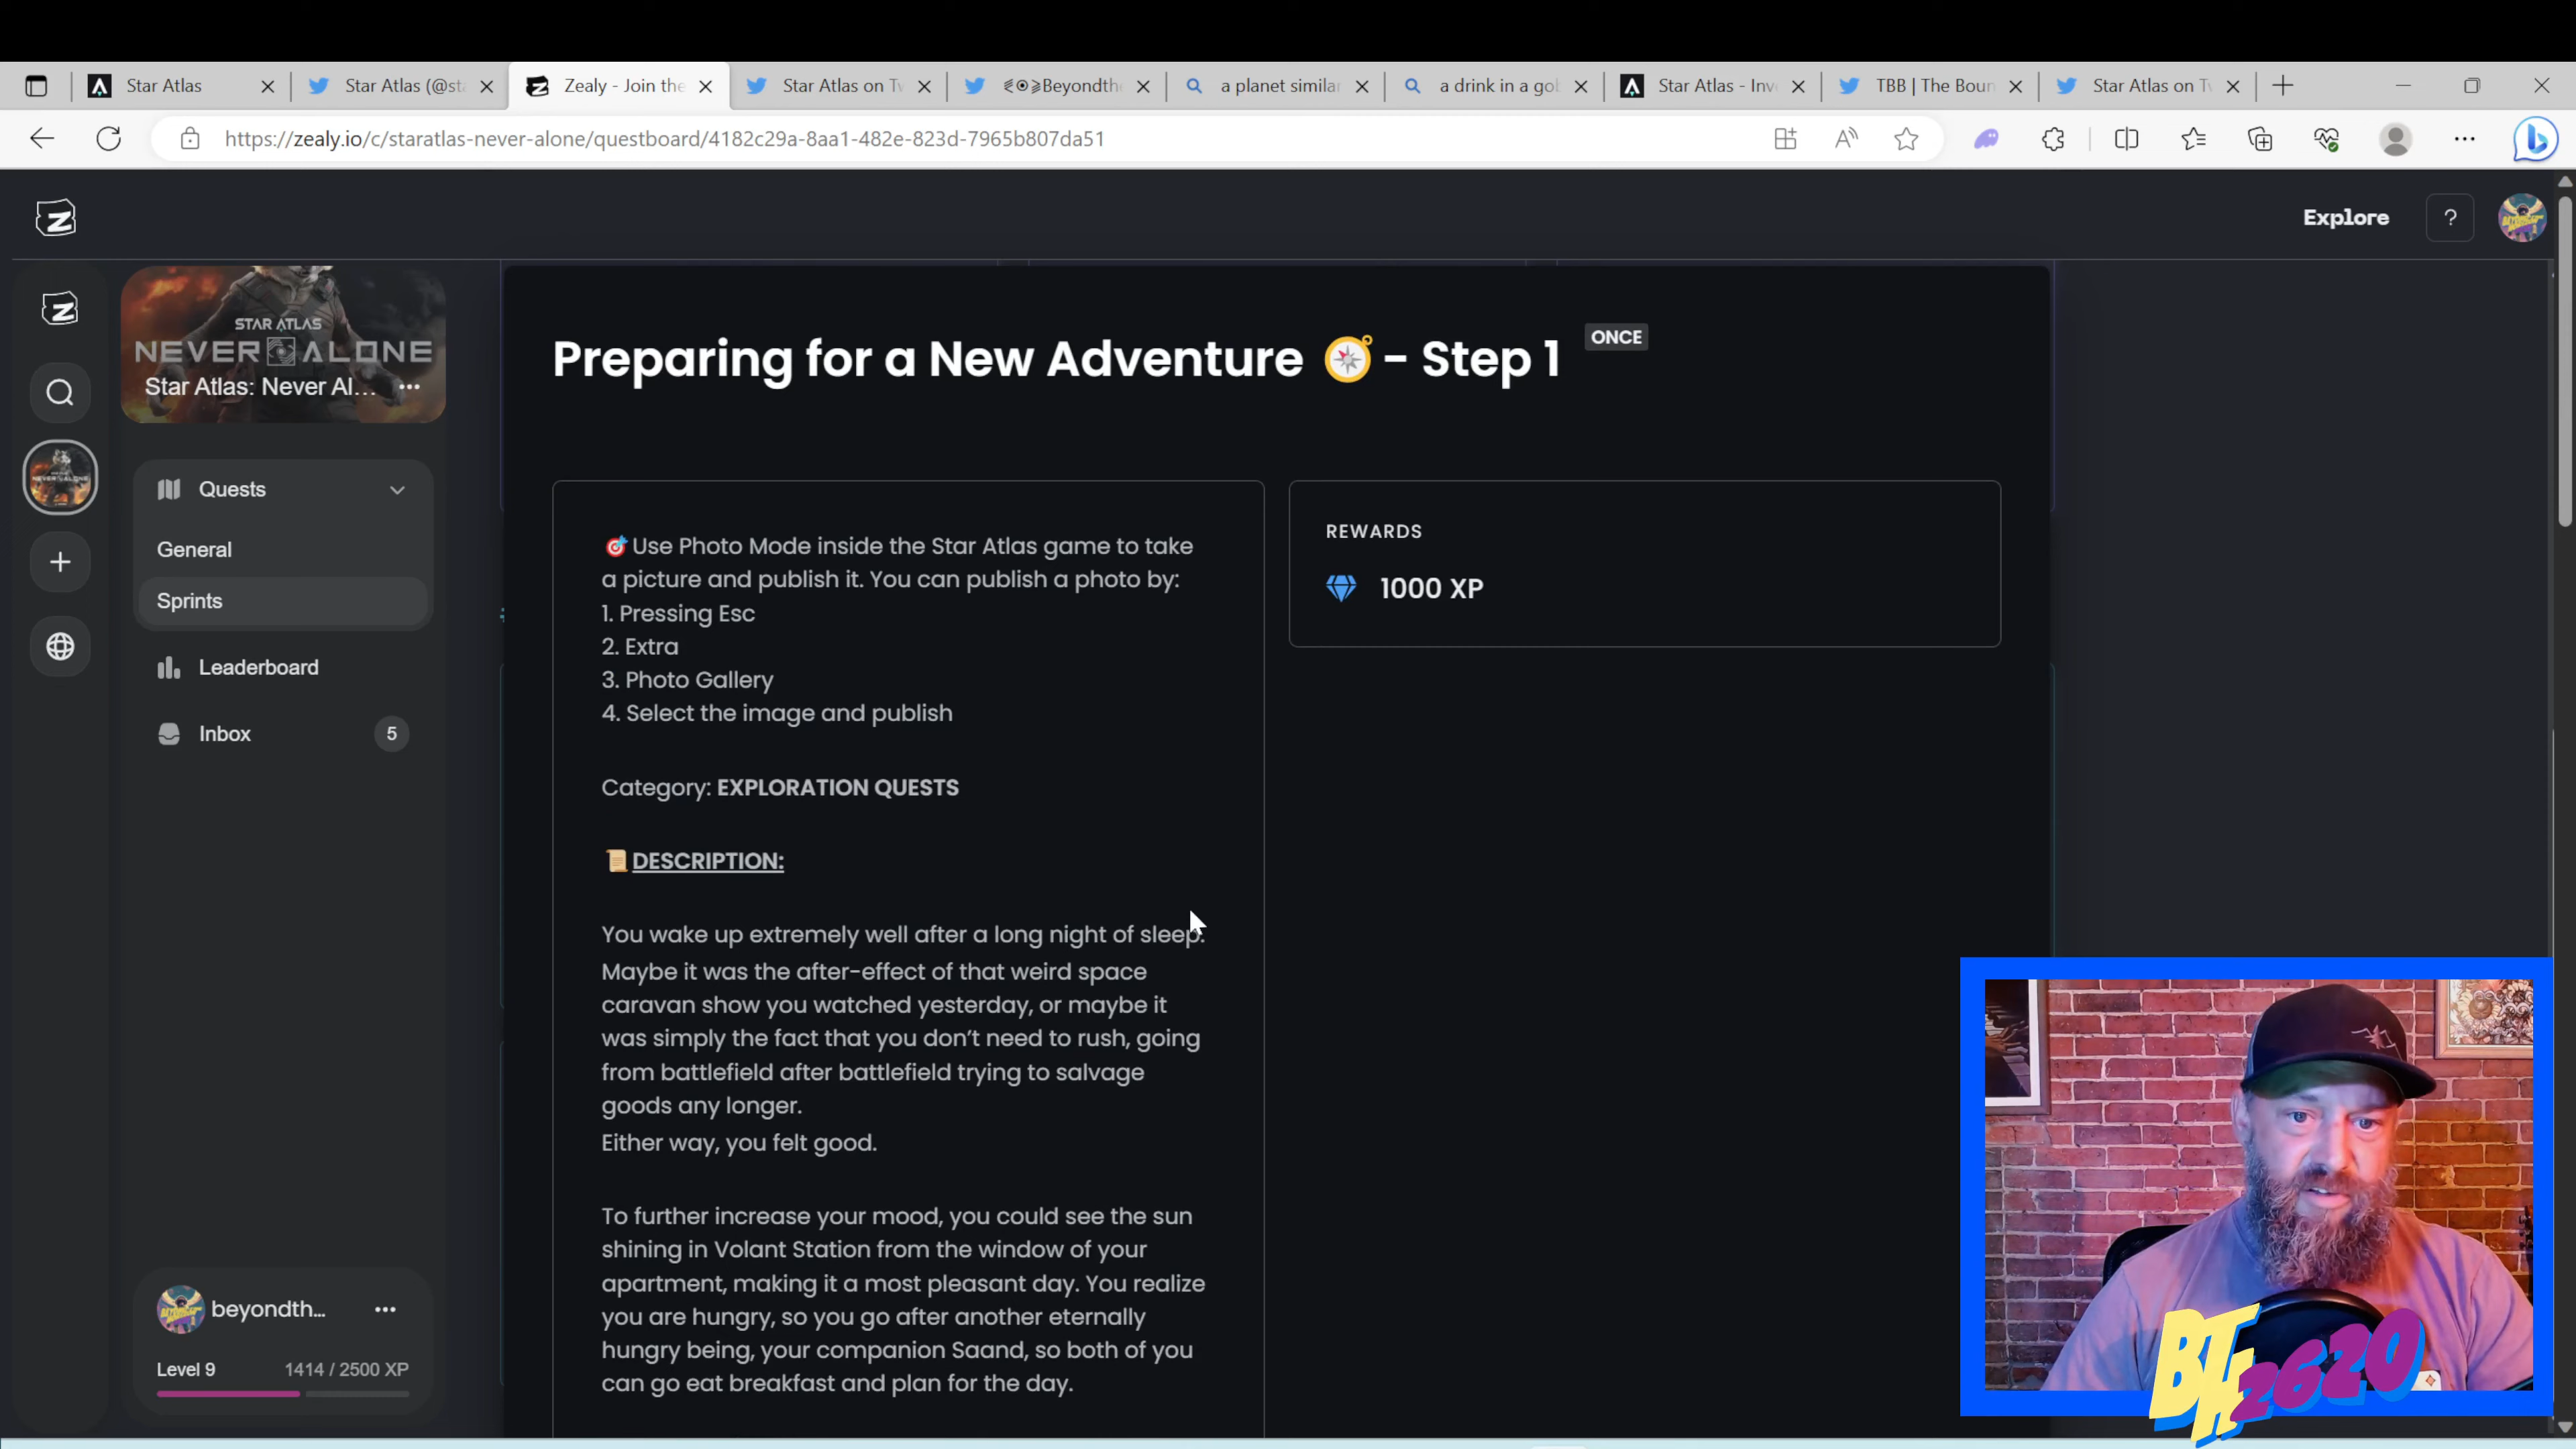 Star Atlas
Star Atlas (@sta
Zealy - Join the
Star Atlas on Tw
Beyondthe
a planet similar
a drink in a gob
Star Atlas - Inve
TBB | The Boun
Star Atlas on Tw
https://zealy.io/c/staratlas-never-alone/questboard/4182c29a-8aa1-482e-823d-7965b807da51
Explore
?
STAR ATLAS
NEVER ALONE
Star Atlas: Never Al...
Quests
General
Sprints
Leaderboard
Inbox 5
beyondth...
Level 9 1414 / 2500 XP
Preparing for a New Adventure 🧭 - Step 1 ONCE
🎯 Use Photo Mode inside the Star Atlas game to take
a picture and publish it. You can publish a photo by:
1. Pressing Esc
2. Extra
3. Photo Gallery
4. Select the image and publish
Category: EXPLORATION QUESTS
📜 DESCRIPTION:
You wake up extremely well after a long night of sleep.
Maybe it was the after-effect of that weird space
caravan show you watched yesterday, or maybe it
was simply the fact that you don't need to rush, going
from battlefield after battlefield trying to salvage
goods any longer.
Either way, you felt good.
To further increase your mood, you could see the sun
shining in Volant Station from the window of your
apartment, making it a most pleasant day. You realize
you are hungry, so you go after another eternally
hungry being, your companion Saand, so both of you
can go eat breakfast and plan for the day.
REWARDS
1000 XP
BTH
2620